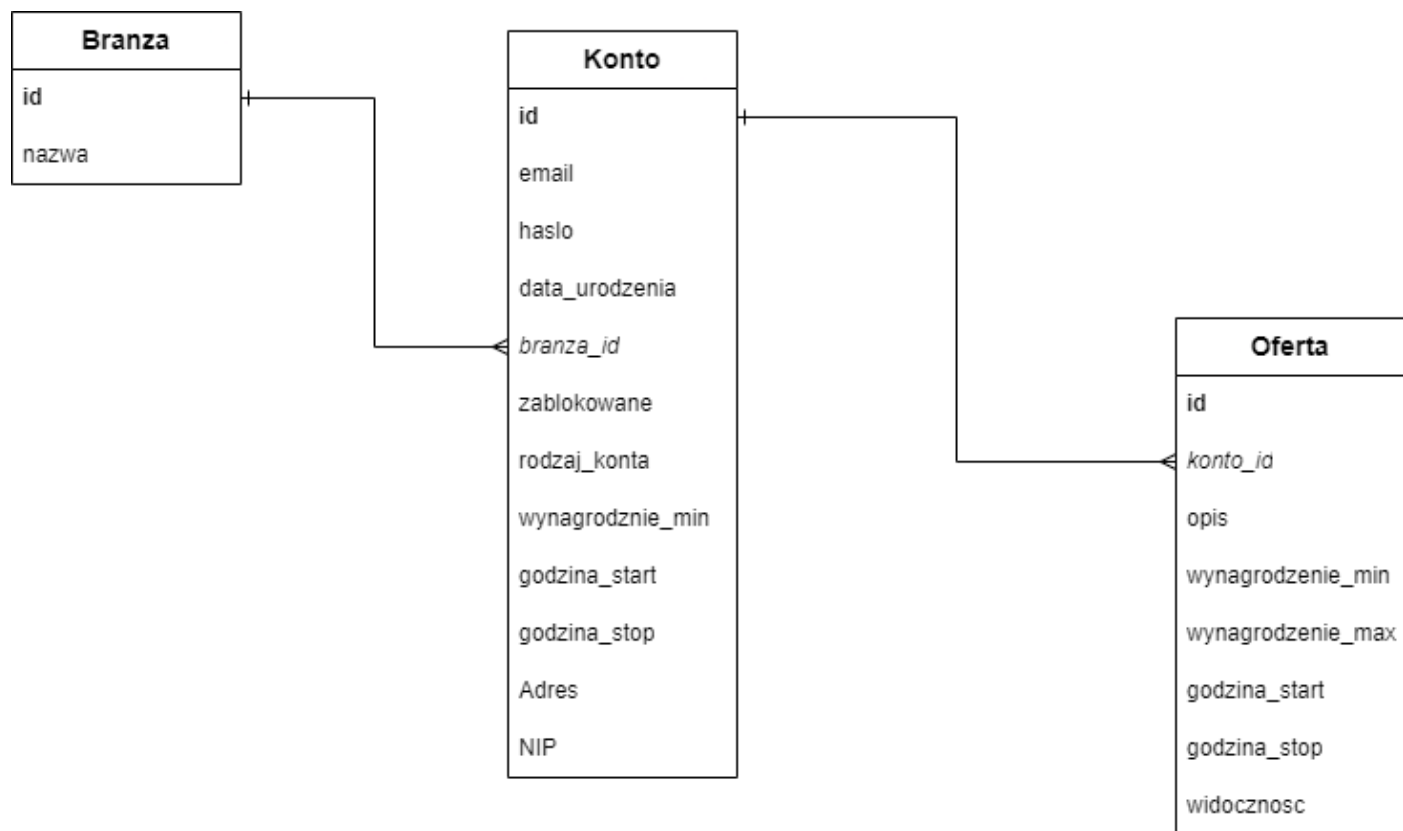 Branza
id
nazwa
Konto
id
email
haslo
data_urodzenia
branza_id
zablokowane
rodzaj_konta
wynagrodznie_min
godzina_start
godzina_stop
Adres
NIP
Oferta
id
konto_id
opis
wynagrodzenie_min
wynagrodzenie_max
godzina_start
godzina_stop
widocznosc